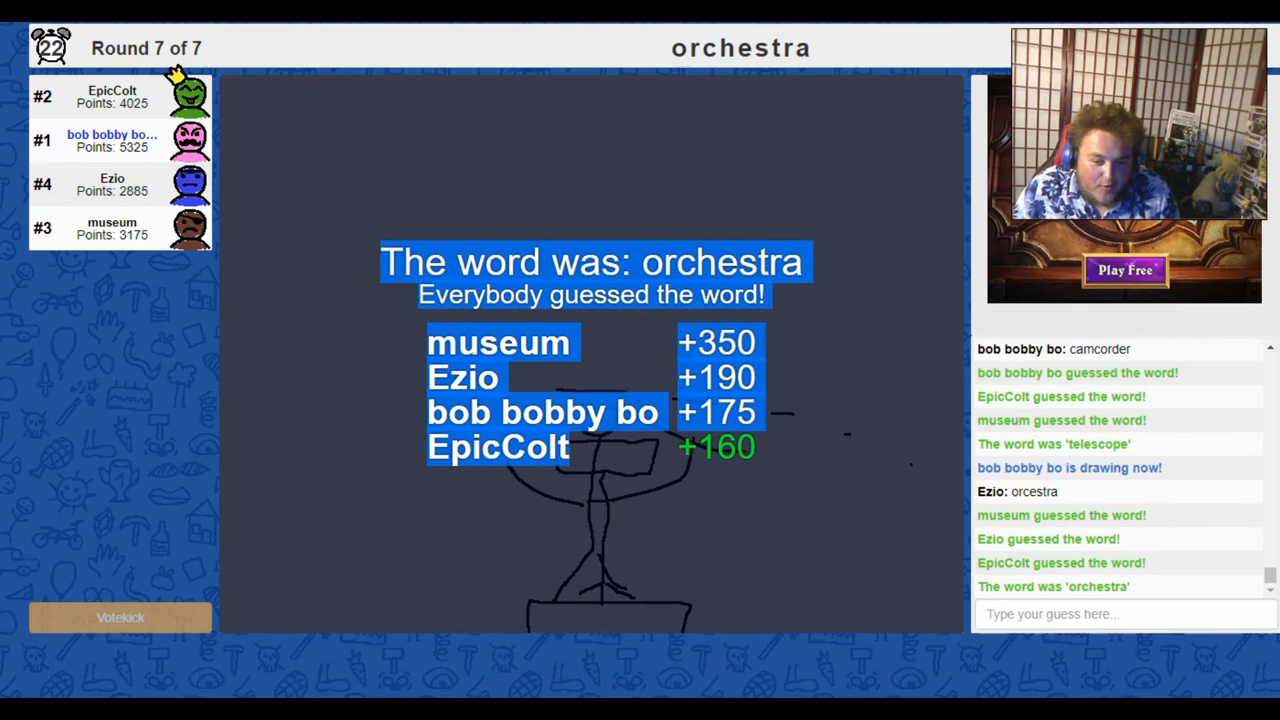 22
Round 7 of 7
orchestra
#2
EpicColt
Points: 4025
#1
bob bobby bo...
Points: 5325
#4
Ezio
Points: 2885
#3
museum
Points: 3175
Votekick
The word was: orchestra
Everybody guessed the word!
museum +350
Ezio +190
bob bobby bo +175
EpicColt +160
Play Free
bob bobby bo: camcorder
bob bobby bo guessed the word!
EpicColt guessed the word!
museum guessed the word!
The word was 'telescope'
bob bobby bo is drawing now!
Ezio: orcestra
museum guessed the word!
Ezio guessed the word!
EpicColt guessed the word!
The word was 'orchestra'
Type your guess here...